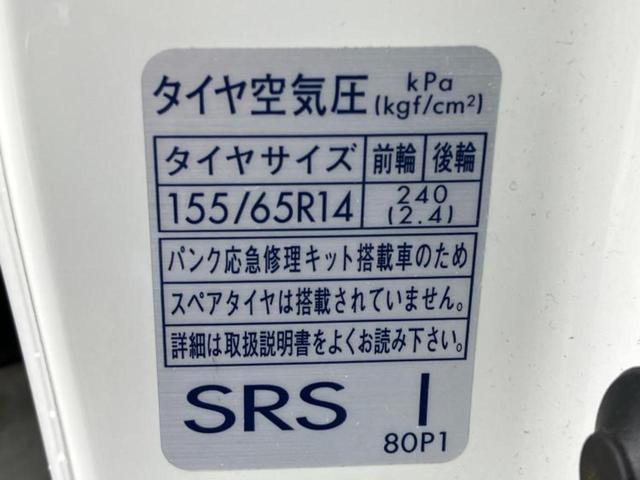 タイヤ空気圧 kPa
(kgf/cm²)
タイヤサイズ 前輪 後輪
155/65R14 240
(2.4)
パンク応急修理キット搭載車のため
スペアタイヤは搭載されていません。
詳細は取扱説明書をよくお読み下さい。
SRS I
80P1